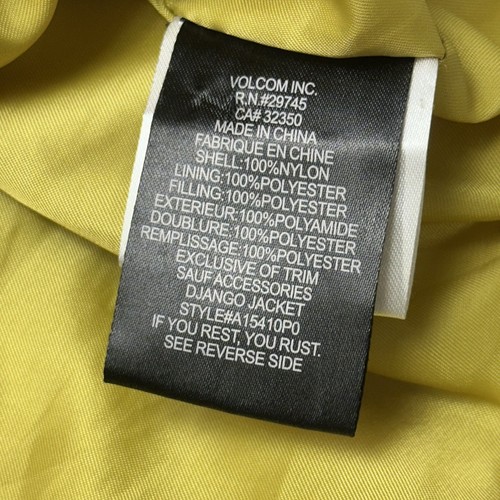 VOLCOM INC.
R.N.#29745
CA# 32350
MADE IN CHINA
FABRIQUE EN CHINE
SHELL:100%NYLON
LINING:100%POLYESTER
FILLING:100%POLYESTER
EXTERIEUR:100%POLYAMIDE
DOUBLURE:100%POLYESTER
REMPLISSAGE:100%POLYESTER
EXCLUSIVE OF TRIM
SAUF ACCESSORIES
DJANGO JACKET
STYLE#A15410P0
IF YOU REST, YOU RUST.
SEE REVERSE SIDE